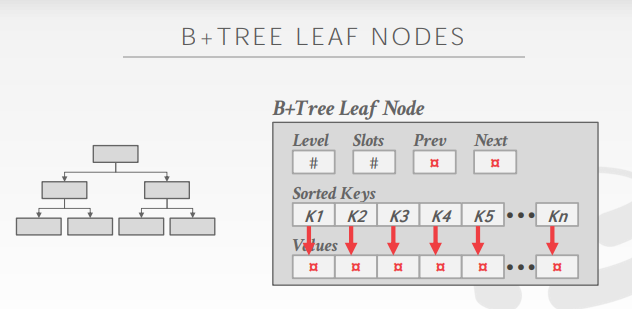 B+TREE LEAF NODES
B+Tree Leaf Node
Level Slots Prev Next
# # ¤ ¤
Sorted Keys
K1 K2 K3 K4 K5 ••• Kn
Values
¤ ¤ ¤ ¤ ¤ ••• ¤